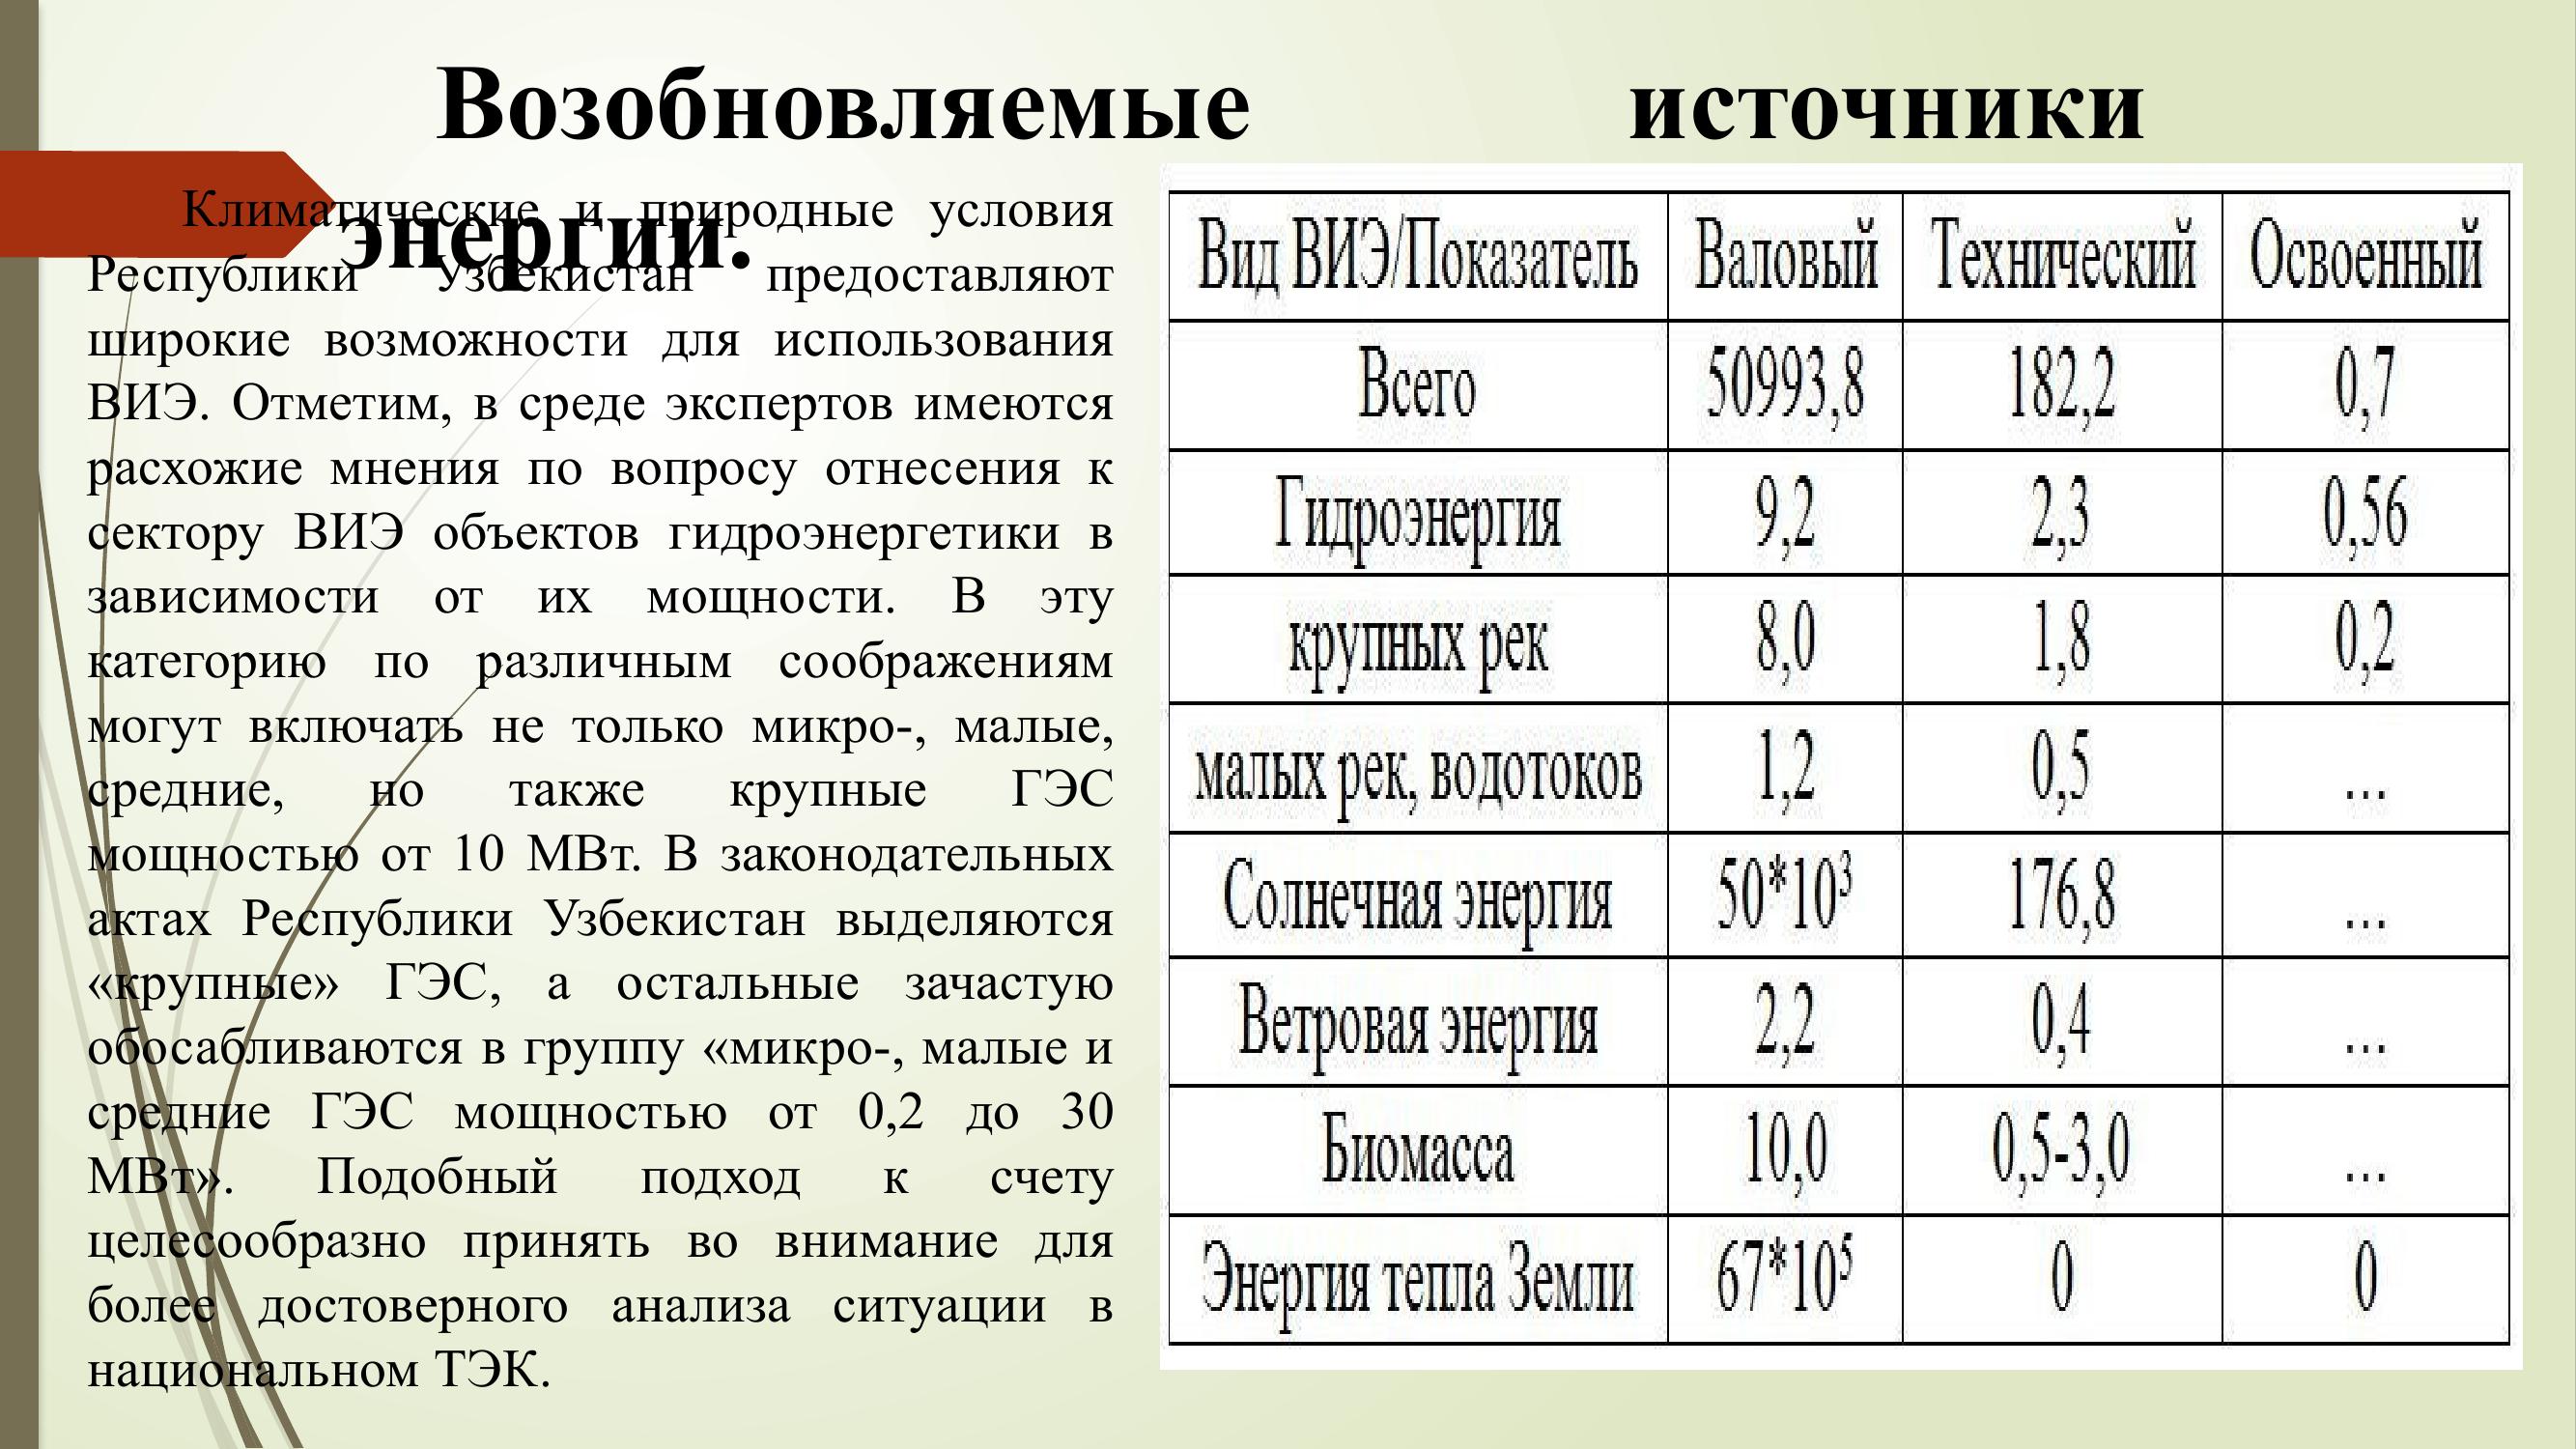 Возобновляемые источники
энергии.
Климатические и природные условия
Республики Узбекистан предоставляют
широкие возможности для использования
ВИЭ. Отметим, в среде экспертов имеются
расхожие мнения по вопросу отнесения к
сектору ВИЭ объектов гидроэнергетики в
зависимости от их мощности. В эту
категорию по различным соображениям
могут включать не только микро-, малые,
средние, но также крупные ГЭС
мощностью от 10 МВт. В законодательных
актах Республики Узбекистан выделяются
«крупные» ГЭС, а остальные зачастую
обосабливаются в группу «микро-, малые и
средние ГЭС мощностью от 0,2 до 30
МВт». Подобный подход к счету
целесообразно принять во внимание для
более достоверного анализа ситуации в
национальном ТЭК.
Вид ВИЭ/Показатель Валовый Технический Освоенный
Всего 50993,8 182,2 0,7
Гидроэнергия 9,2 2,3 0,56
крупных рек 8,0 1,8 0,2
малых рек, водотоков 1,2 0,5 …
Солнечная энергия 50*10³ 176,8 …
Ветровая энергия 2,2 0,4 …
Биомасса 10,0 0,5-3,0 …
Энергия тепла Земли 67*10⁵ 0 0